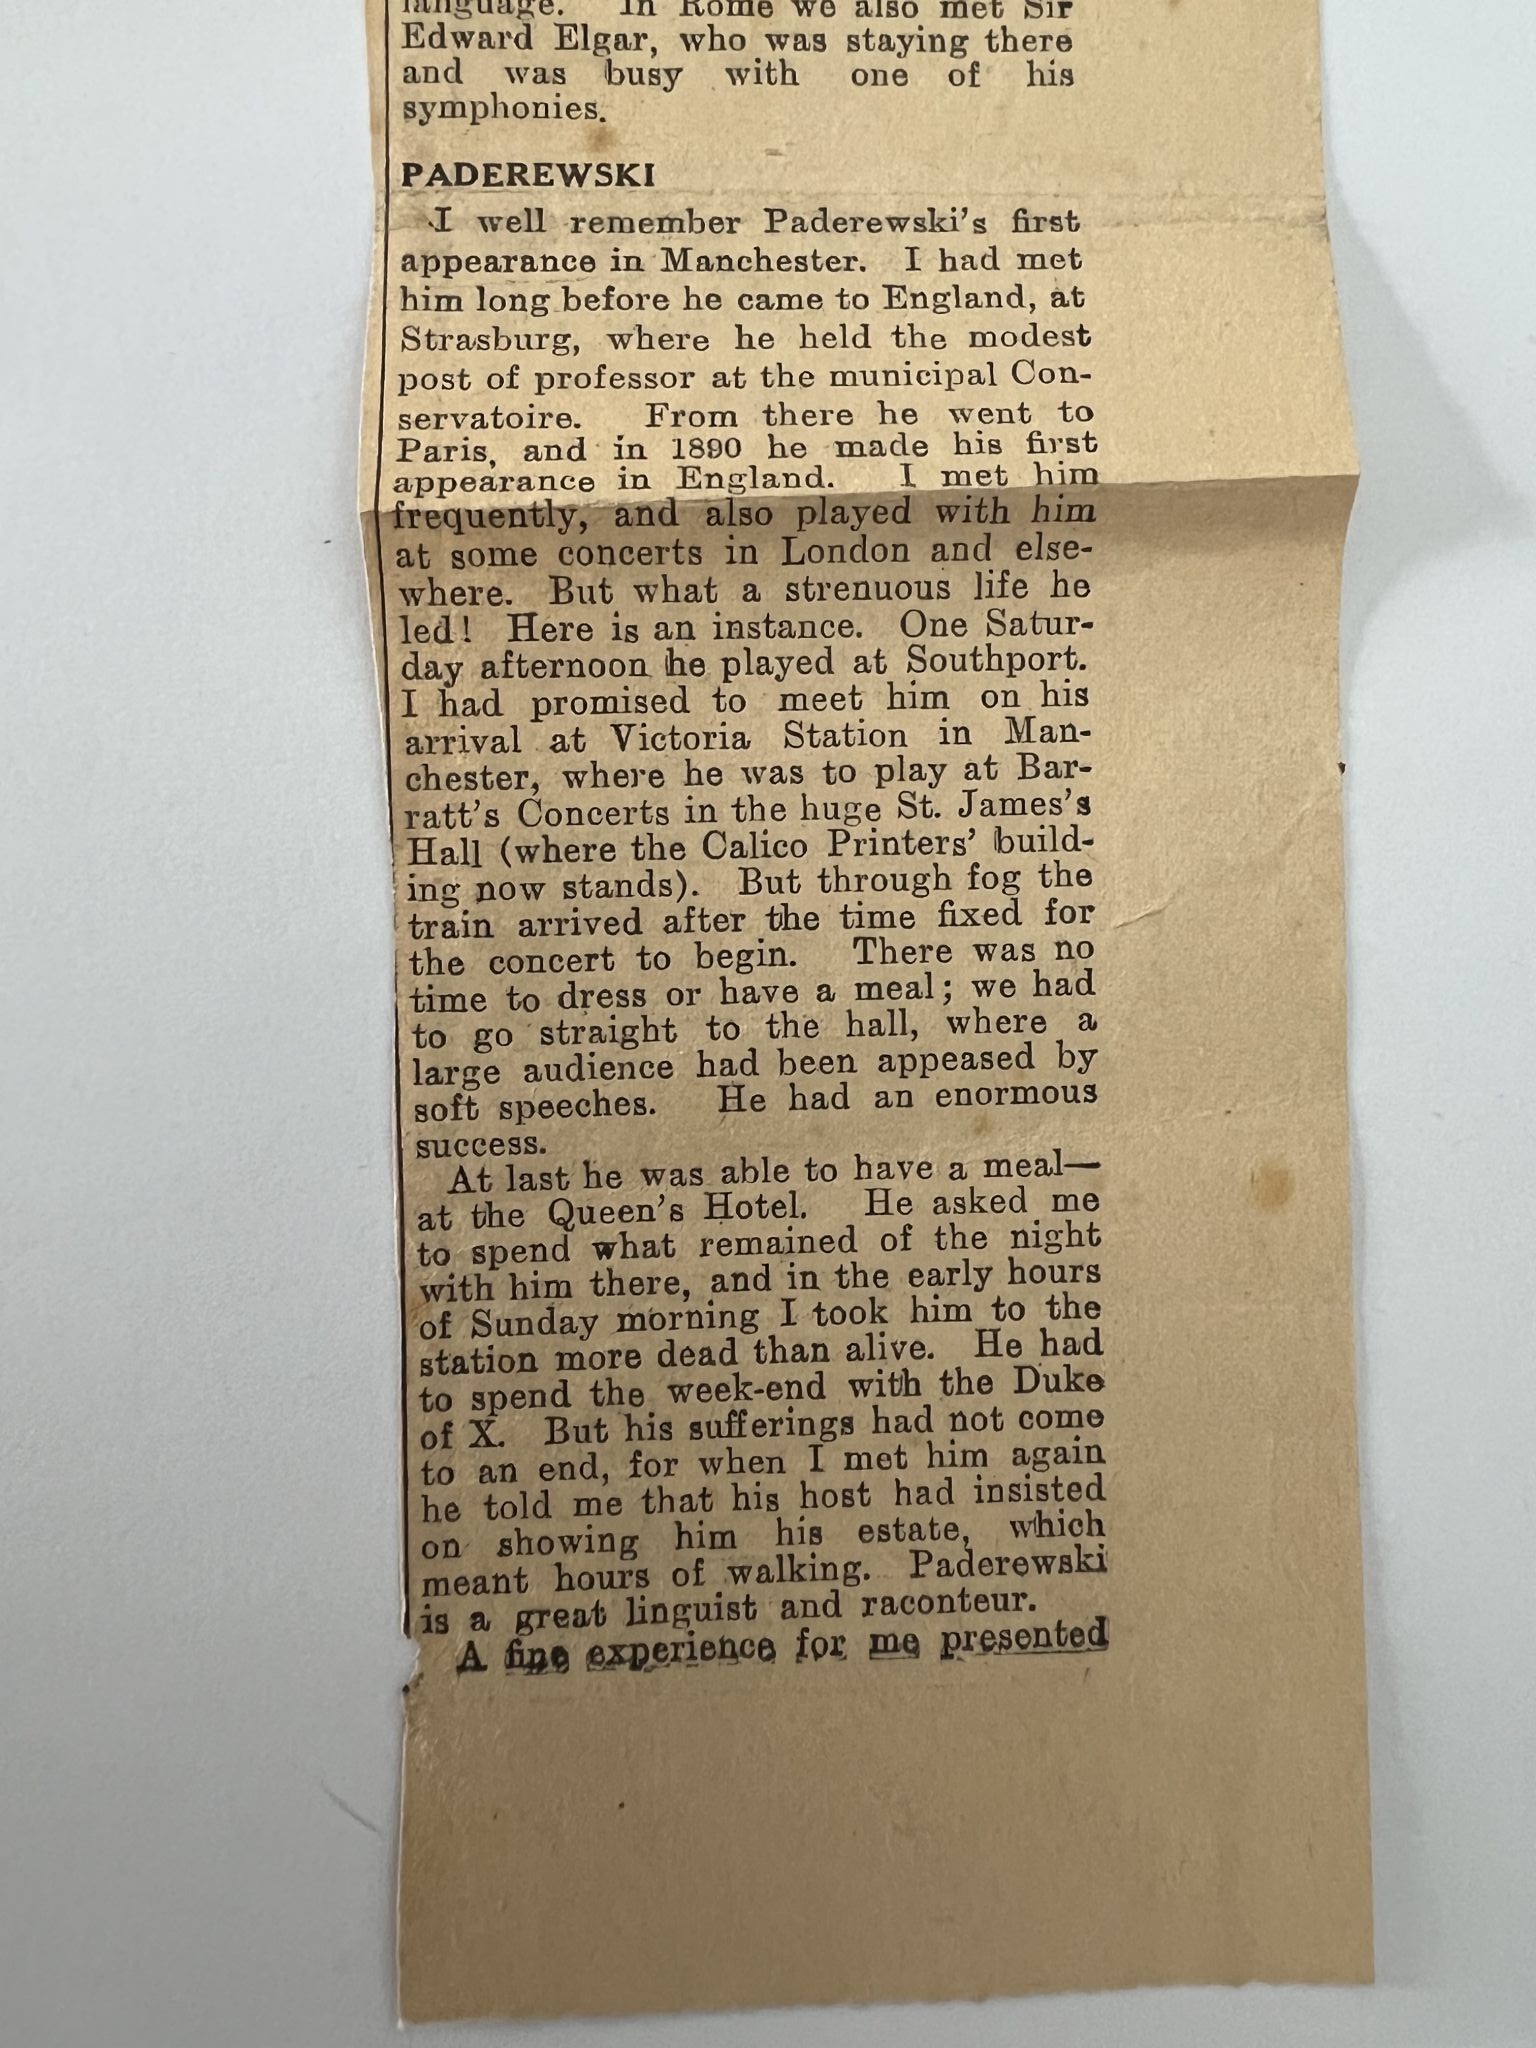 language. In Rome we also met Sir
Edward Elgar, who was staying there
and was busy with one of his
symphonies.
PADEREWSKI
I well remember Paderewski's first
appearance in Manchester. I had met
him long before he came to England, at
Strasburg, where he held the modest
post of professor at the municipal Con-
servatoire. From there he went to
Paris, and in 1890 he made his first
appearance in England. I met him
frequently, and also played with him
at some concerts in London and else-
where. But what a strenuous life he
led! Here is an instance. One Satur-
day afternoon he played at Southport.
I had promised to meet him on his
arrival at Victoria Station in Man-
chester, where he was to play at Bar-
ratt's Concerts in the huge St. James's
Hall (where the Calico Printers' build-
ing now stands). But through fog the
train arrived after the time fixed for
the concert to begin. There was no
time to dress or have a meal; we had
to go straight to the hall, where a
large audience had been appeased by
soft speeches. He had an enormous
success.
At last he was able to have a meal—
at the Queen's Hotel. He asked me
to spend what remained of the night
with him there, and in the early hours
of Sunday morning I took him to the
station more dead than alive. He had
to spend the week-end with the Duke
of X. But his sufferings had not come
to an end, for when I met him again
he told me that his host had insisted
on showing him his estate, which
meant hours of walking. Paderewski
is a great linguist and raconteur.
A fine experience for me presented